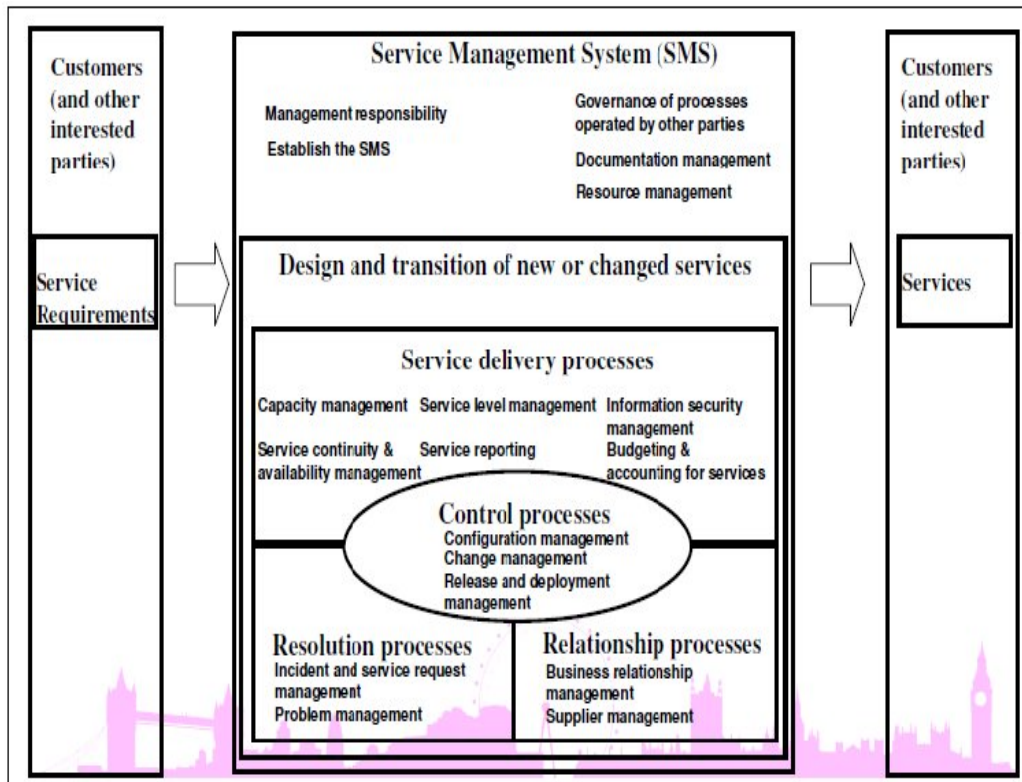 Customers
(and other
interested
parties)
Service
Requirements
Service Management System (SMS)
Management responsibility
Establish the SMS
Governance of processes
operated by other parties
Documentation management
Resource management
Design and transition of new or changed services
Service delivery processes
Capacity management
Service level management
Information security
management
Service continuity &
availability management
Service reporting
Budgeting &
accounting for services
Control processes
Configuration management
Change management
Release and deployment
management
Resolution processes
Incident and service request
management
Problem management
Relationship processes
Business relationship
management
Supplier management
Customers
(and other
interested
parties)
Services